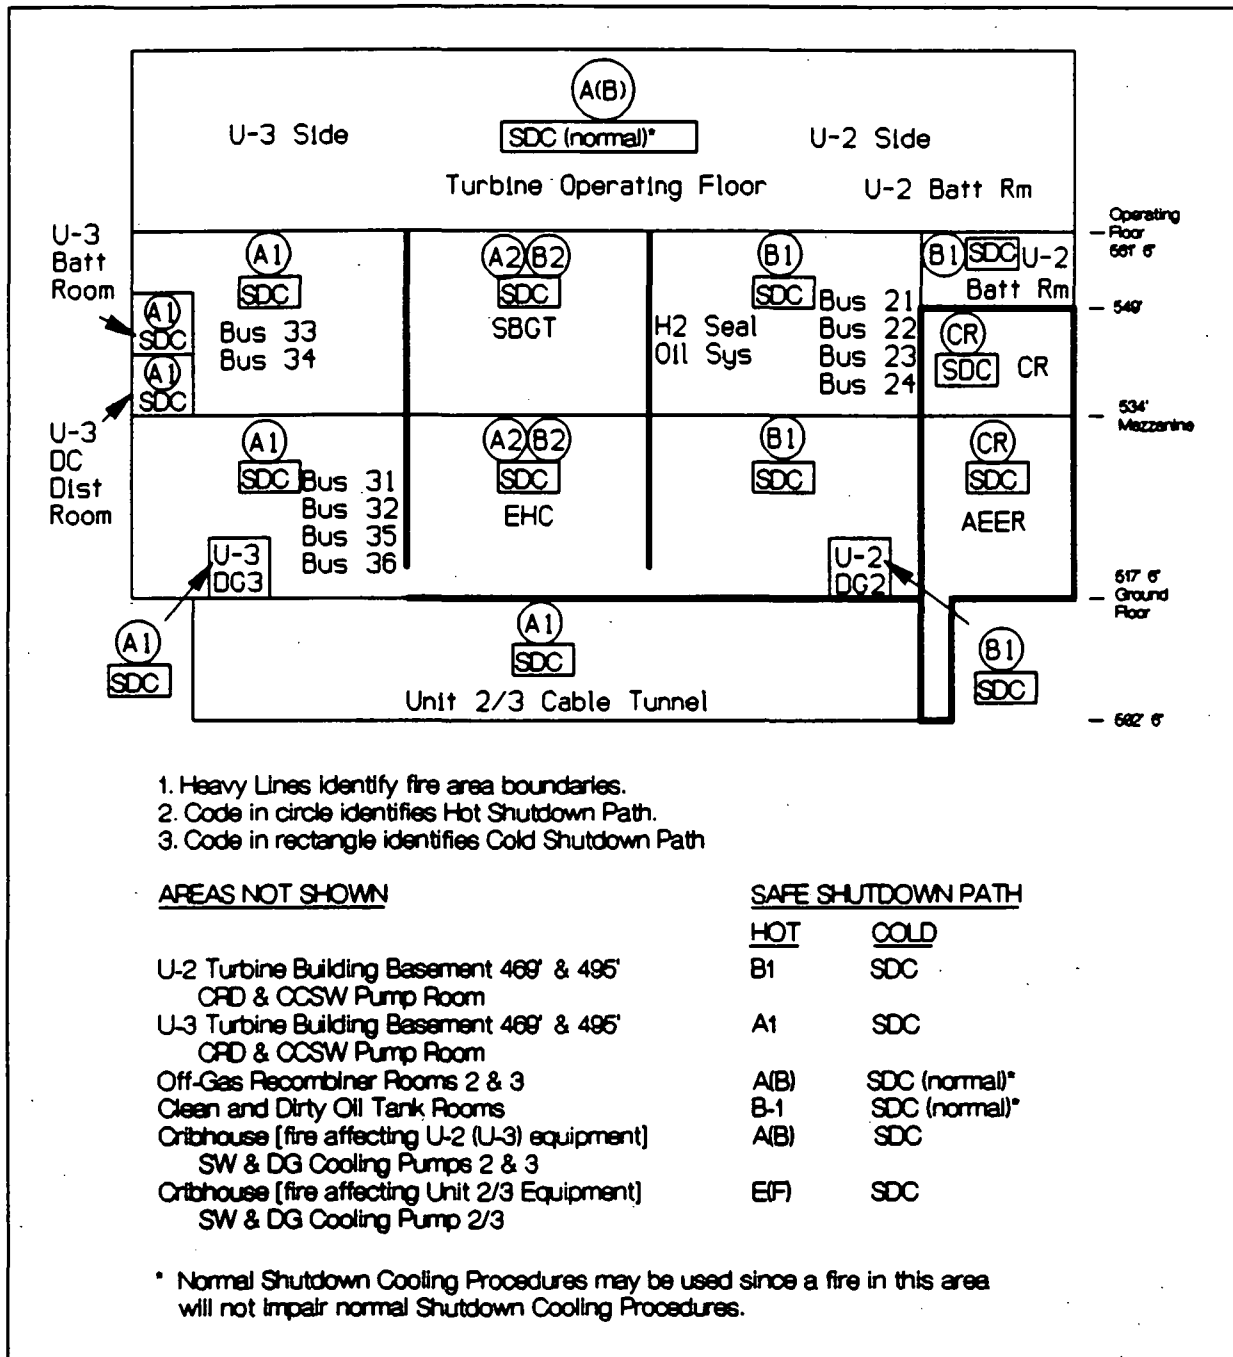 A(B)
U-3 Side
SDC (normal)*
U-2 Side
Turbine Operating Floor
U-2 Batt Rm
Operating
Floor
561' 6"
U-3
Batt
Room
A1
SDC
Bus 33
Bus 34
A1
SDC
A1
SDC
A2 B2
SDC
SBGT
B1
SDC
H2 Seal
Oil Sys
Bus 21
Bus 22
Bus 23
Bus 24
B1 SDC U-2
Batt Rm
549'
CR
SDC CR
534'
Mezzanine
U-3
DC
Dist
Room
A1
SDC
Bus 31
Bus 32
Bus 35
Bus 36
U-3
DG3
A2 B2
SDC
EHC
B1
SDC
U-2
DG2
CR
SDC
AEER
517' 6"
Ground
Floor
A1
SDC
A1
SDC
B1
SDC
Unit 2/3 Cable Tunnel
502' 6"
1. Heavy Lines identify fire area boundaries.
2. Code in circle identifies Hot Shutdown Path.
3. Code in rectangle identifies Cold Shutdown Path
AREAS NOT SHOWN SAFE SHUTDOWN PATH
HOT COLD
U-2 Turbine Building Basement 469' & 495' B1 SDC
CRD & CCSW Pump Room
U-3 Turbine Building Basement 469' & 495' A1 SDC
CRD & CCSW Pump Room
Off-Gas Recombiner Rooms 2 & 3 A(B) SDC (normal)*
Clean and Dirty Oil Tank Rooms B-1 SDC (normal)*
Cribhouse [fire affecting U-2 (U-3) equipment] A(B) SDC
SW & DG Cooling Pumps 2 & 3
Cribhouse [fire affecting Unit 2/3 Equipment] E(F) SDC
SW & DG Cooling Pump 2/3
* Normal Shutdown Cooling Procedures may be used since a fire in this area
will not impair normal Shutdown Cooling Procedures.